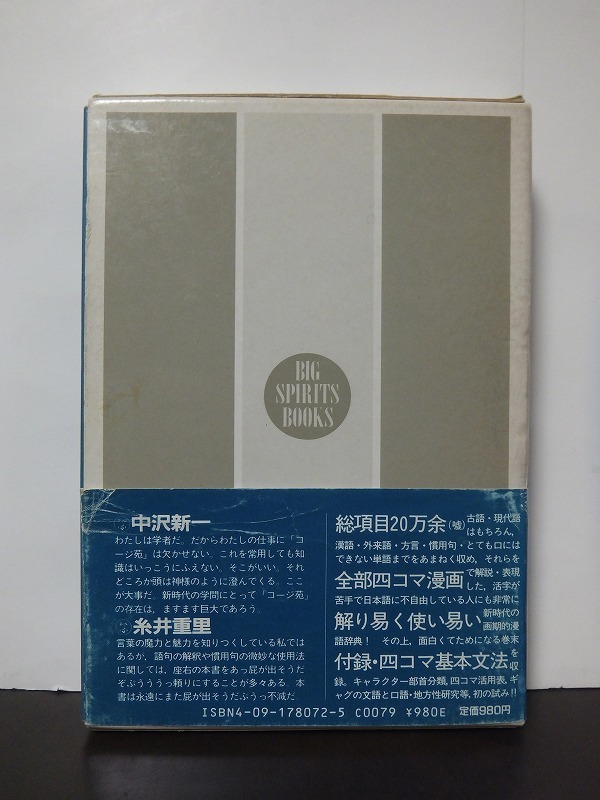 BIG
SPIRITS
BOOKS
中沢新一
わたしは学者だ。だからわたしの仕事に「コ
ージ苑」は欠かせない。これを常用しても知
識はいっこうにふえない。そこがいい。それ
どころか頭は神様のように澄んでくる。ここ
が大事だ。新時代の学問にとって「コージ苑」
の存在は、ますます巨大であろう。
糸井重里
言葉の魔力と魅力を知りつくしている私では
あるが、語句の解釈や慣用句の微妙な使用法
に関しては、座右の本書をあっ屁が出そうだ
ぞうううっ頼りにすることが多々ある。本
書は永遠にまた屁が出そうだぶうっ不滅だ。
総項目20万余(嘘)古語・現代語
はもちろん,
漢語・外来語・方言・慣用句・とても口には
できない単語までをあまねく収め, それらを
全部四コマ漫画で解説・表現
した, 活字が
苦手で日本語に不自由している人にも非常に
解り易く使い易い新時代の
画期的漫
語辞典! その上, 面白くてためになる巻末
付録・四コマ基本文法を収
録。キャラクター部首分類, 四コマ活用表, ギ
ャグの文語と口語・地方性研究等, 初の試み!!
ISBN4-09-178072-5 C0079 ¥980E 定価980円